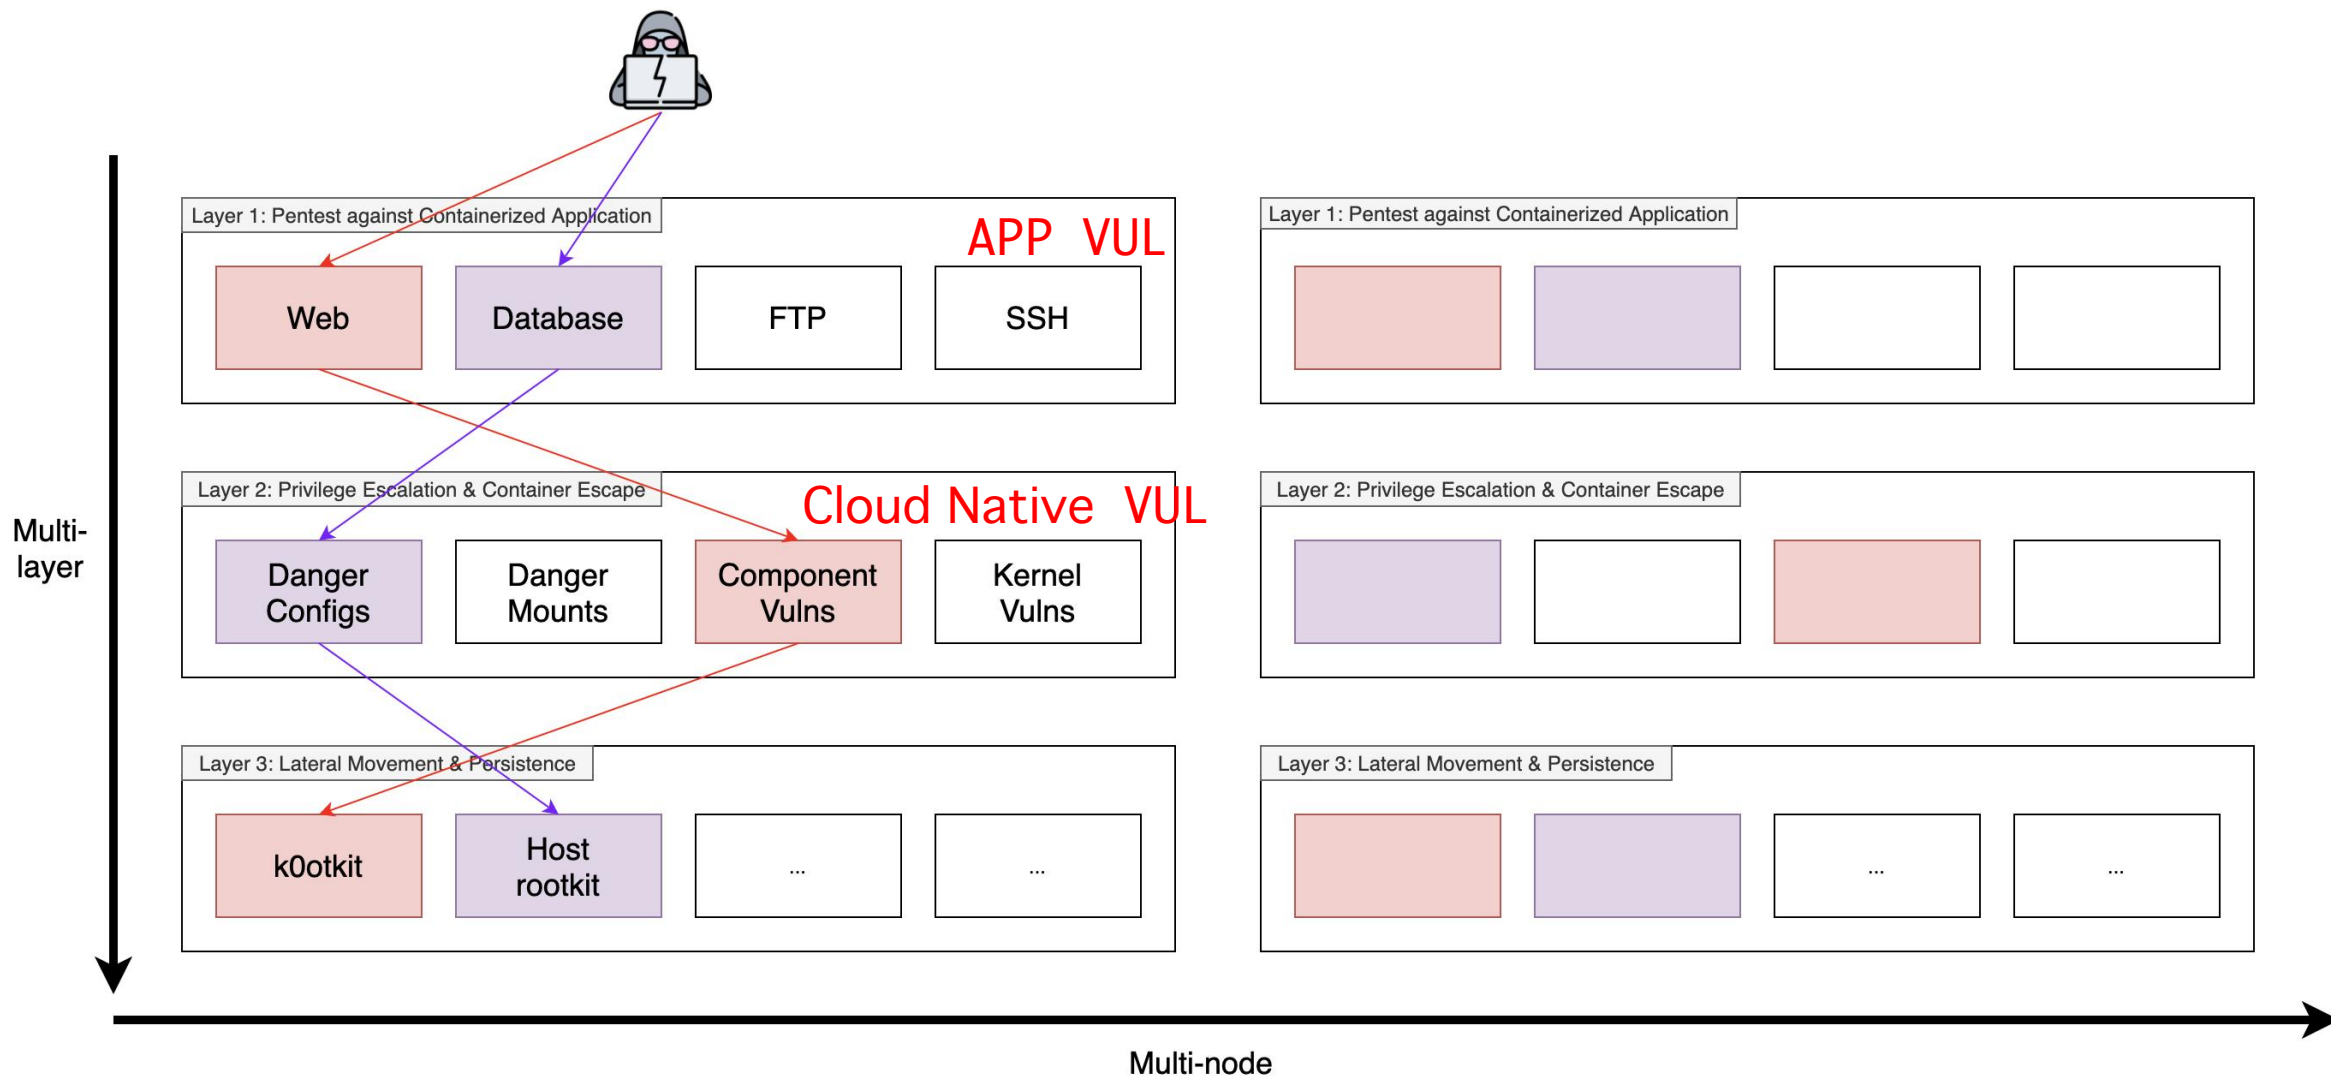 Layer 1: Pentest against Containerized Application
APP VUL
Web
Database
FTP
SSH
Layer 1: Pentest against Containerized Application
Multi-
layer
Layer 2: Privilege Escalation & Container Escape
Cloud Native VUL
Danger
Configs
Danger
Mounts
Component
Vulns
Kernel
Vulns
Layer 2: Privilege Escalation & Container Escape
Layer 3: Lateral Movement & Persistence
k0otkit
Host
rootkit
...
...
Layer 3: Lateral Movement & Persistence
...
...
Multi-node